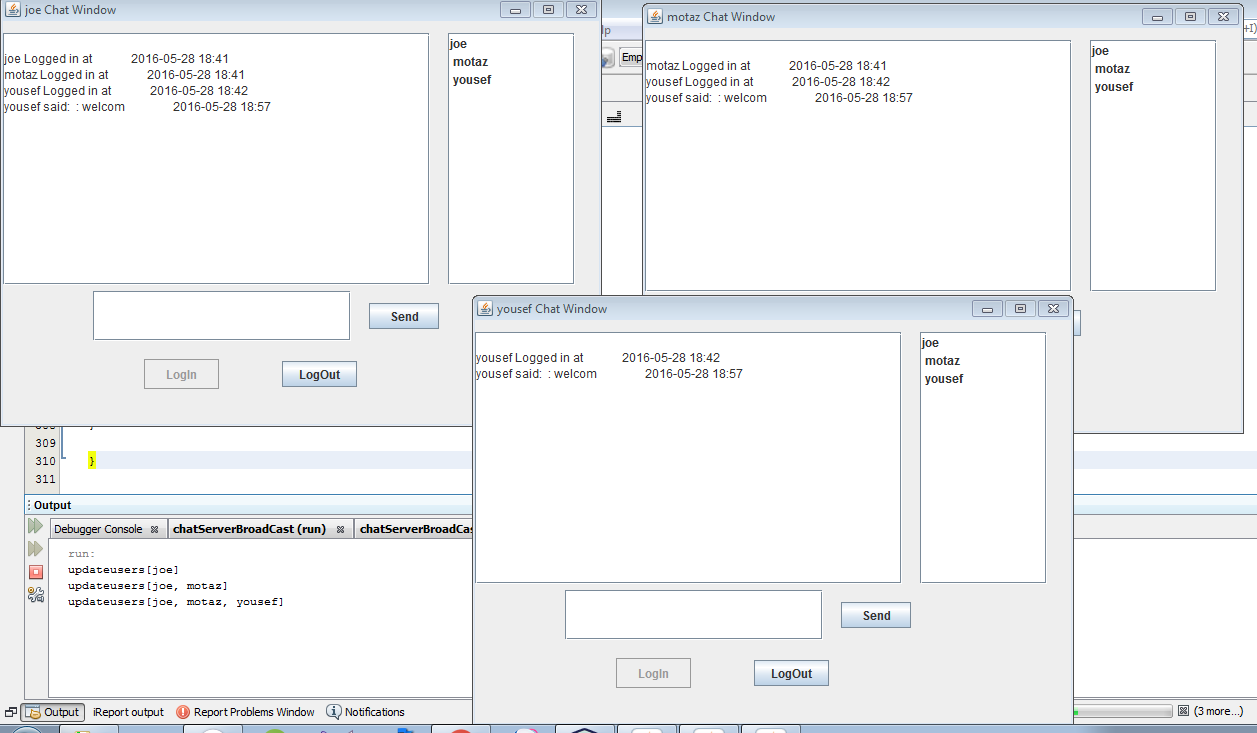 joe Chat Window
joe Logged in at 2016-05-28 18:41
motaz Logged in at 2016-05-28 18:41
yousef Logged in at 2016-05-28 18:42
yousef said: : welcom 2016-05-28 18:57
joe
motaz
yousef
Send
LogIn
LogOut
lp
Emp
motaz Chat Window
motaz Logged in at 2016-05-28 18:41
yousef Logged in at 2016-05-28 18:42
yousef said: : welcom 2016-05-28 18:57
joe
motaz
yousef
+I)
yousef Chat Window
yousef Logged in at 2016-05-28 18:42
yousef said: : welcom 2016-05-28 18:57
joe
motaz
yousef
Send
LogIn
LogOut
309
310 }
311
Output
Debugger Console
chatServerBroadCast (run)
chatServerBroadCas
run:
updateusers[joe]
updateusers[joe, motaz]
updateusers[joe, motaz, yousef]
Output
iReport output
Report Problems Window
Notifications
(3 more...)